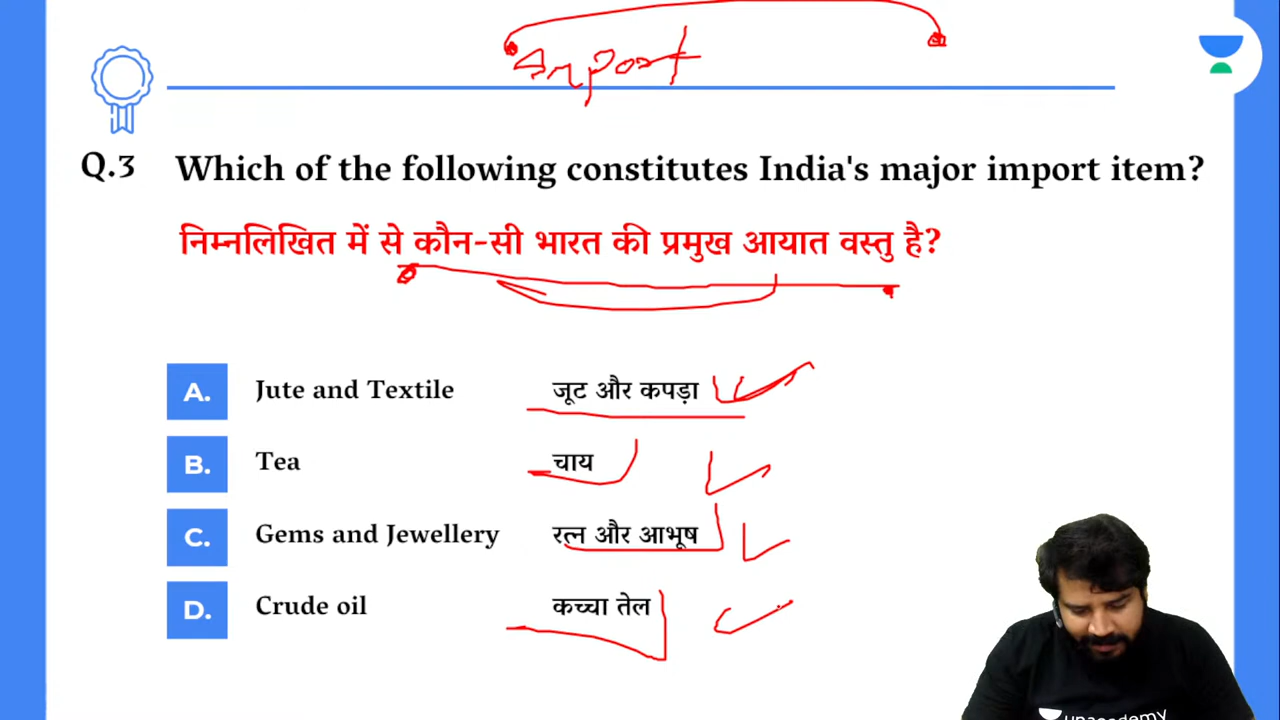 Import
Q.3 Which of the following constitutes India's major import item?
निम्नलिखित में से कौन-सी भारत की प्रमुख आयात वस्तु है?
A. Jute and Textile जूट और कपड़ा
B. Tea चाय
C. Gems and Jewellery रत्न और आभूष
D. Crude oil कच्चा तेल
unacademy